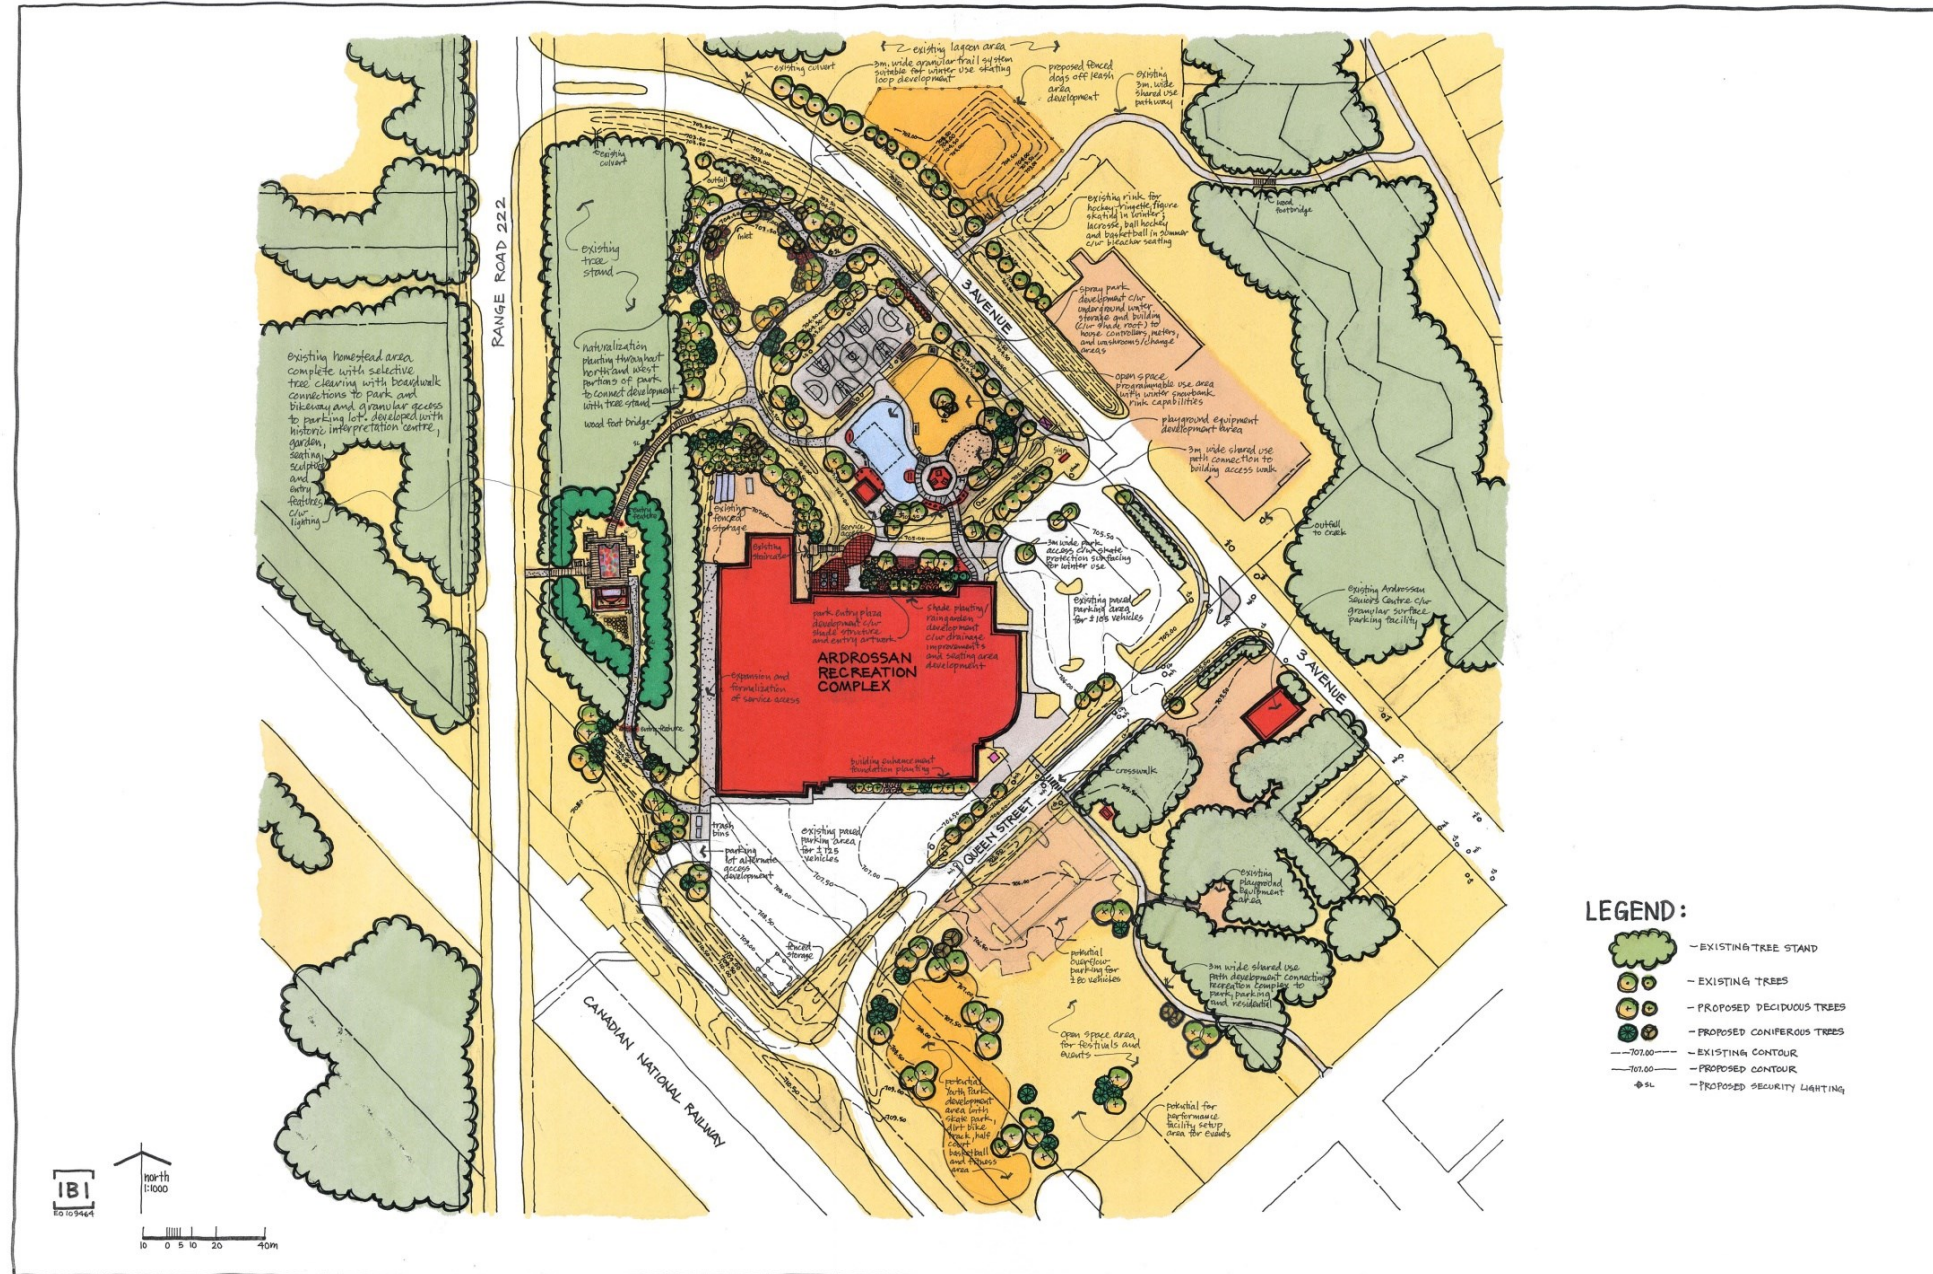 existing lagoon area
existing culvert
3m. wide granular trail system
suitable for winter use skating
loop development
proposed fenced
dogs off leash
area
development
existing
3m. wide
shared use
pathway
existing
culvert
outfall
inlet
RANGE ROAD 222
existing
tree
stand
wood
footbridge
existing rink for
hockey, ringette, figure
skating in winter;
lacrosse, ball hockey
and basketball in summer
c/w bleacher seating
3 AVENUE
spray park
development c/w
underground water
storage and building
(c/w shade roof) to
house controllers, meters,
and washrooms/change
areas
naturalization
planting throughout
north and west
portions of park
to connect development
with tree stand
wood foot bridge
existing homestead area
complete with selective
tree clearing with boardwalk
connections to park and
bikeway and granular access
to parking lot. developed with
historic interpretation centre,
garden,
seating,
sculpture
and
entry
features
c/w
lighting
open space
programmable use area
with winter snowbank
rink capabilities
playground equipment
development area
3m wide shared use
path connection to
building access walk
sign
existing
fenced
storage
entry
feature
service
access
existing
staircase
outfall
to creek
3m wide park
access c/w skate
protection surfacing
for winter use
existing paved
parking area
for ±183 vehicles
existing Ardrossan
Seniors Centre c/w
granular surface
parking facility
park entry plaza
development c/w
shade structure
and entry artwork
shade planting/
raingarden
development
c/w drainage
improvements
and seating area
development
ARDROSSAN
RECREATION
COMPLEX
expansion and
formalization
of service access
3 AVENUE
entry feature
building enhancement
foundation planting
crosswalk
QUEEN STREET
trash
bins
existing paved
parking area
for ±725
vehicles
parking
lot alternate
access
development
existing
playground
equipment
area
fenced
storage
potential
overflow
parking for
±80 vehicles
3m wide shared use
path development connecting
recreation complex to
park, parking
and residential
CANADIAN NATIONAL RAILWAY
open space area
for festivals and
events
potential
Youth Park
development
area with
skate park,
dirt bike
track, half
court
basketball
and fitness
area
potential for
performance
facility setup
area for events
LEGEND:
EXISTING TREE STAND
EXISTING TREES
PROPOSED DECIDUOUS TREES
PROPOSED CONIFEROUS TREES
707.00 - EXISTING CONTOUR
707.00 - PROPOSED CONTOUR
SL - PROPOSED SECURITY LIGHTING
IBI
EO 109464
north
1:1000
10 0 5 10 20 40m